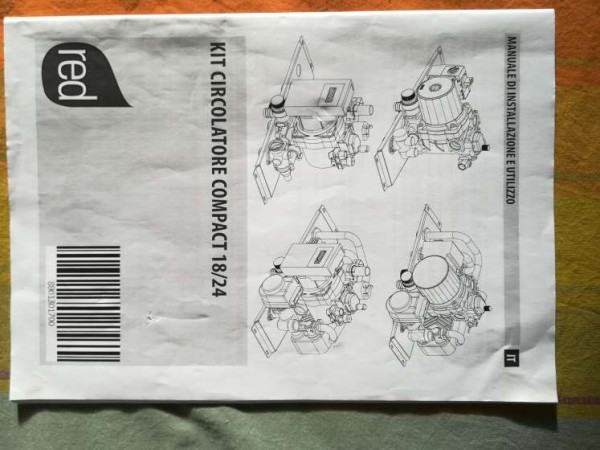 MANUALE DI INSTALLAZIONE E UTILIZZO
IT
KIT CIRCOLATORE COMPACT 18/24
red